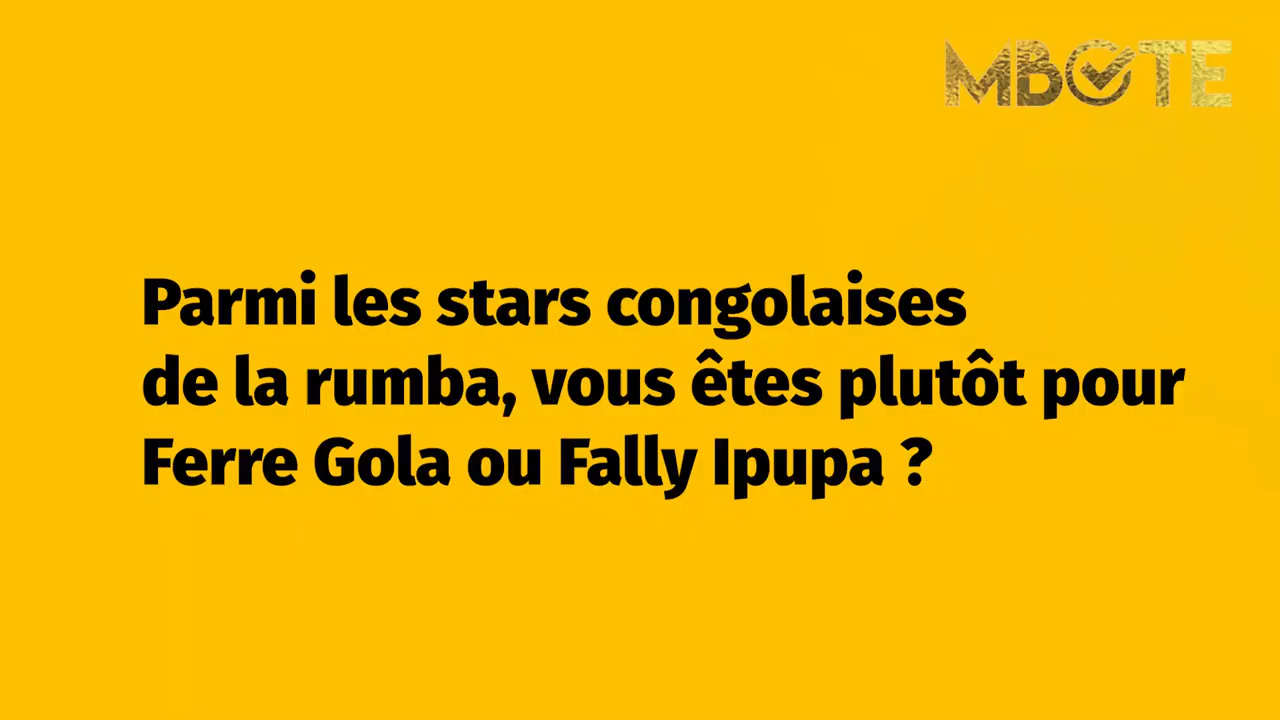 MBOTE
Parmi les stars congolaises
de la rumba, vous êtes plutôt pour
Ferre Gola ou Fally Ipupa ?